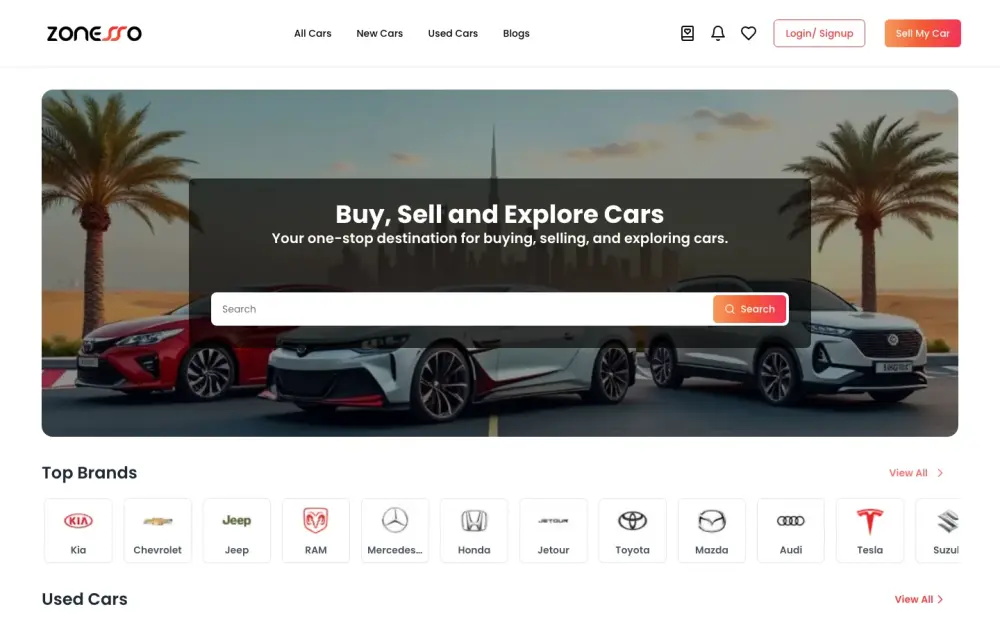 ZONESSO
All Cars
New Cars
Used Cars
Blogs
Login/ Signup
Sell My Car
Buy, Sell and Explore Cars
Your one-stop destination for buying, selling, and exploring cars.
Search
Search
Top Brands
View All
KIA
Jeep
JETOUR
Kia
Chevrolet
Jeep
RAM
Mercedes...
Honda
Jetour
Toyota
Mazda
Audi
Tesla
Used Cars
View All